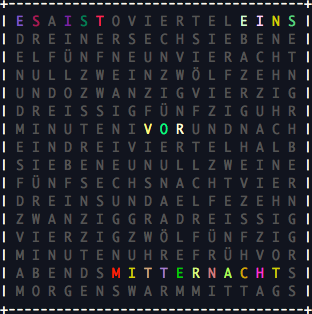 ESAISTOVIERTELEINS
DREINERSECHSIEBENE
ELFÜNFNEUNVIERACHT
NULLZWEINZWÖLFZEHN
UNDOZWANZIGVIERZIG
DREISSIGFÜNFZIGUHR
MINUTENIVORUNDNACH
EINDREIVIERTELHALB
SIEBENEUNULLZWEINE
FÜNFSECHSNACHTVIER
DREINSUNDAELFEZEHN
ZWANZIGGRADREISSIG
VIERZIGZWÖLFÜNFZIG
MINUTENUHREFRÜHVOR
ABENDSMITTERNACHTS
MORGENSWARMMITTAGS